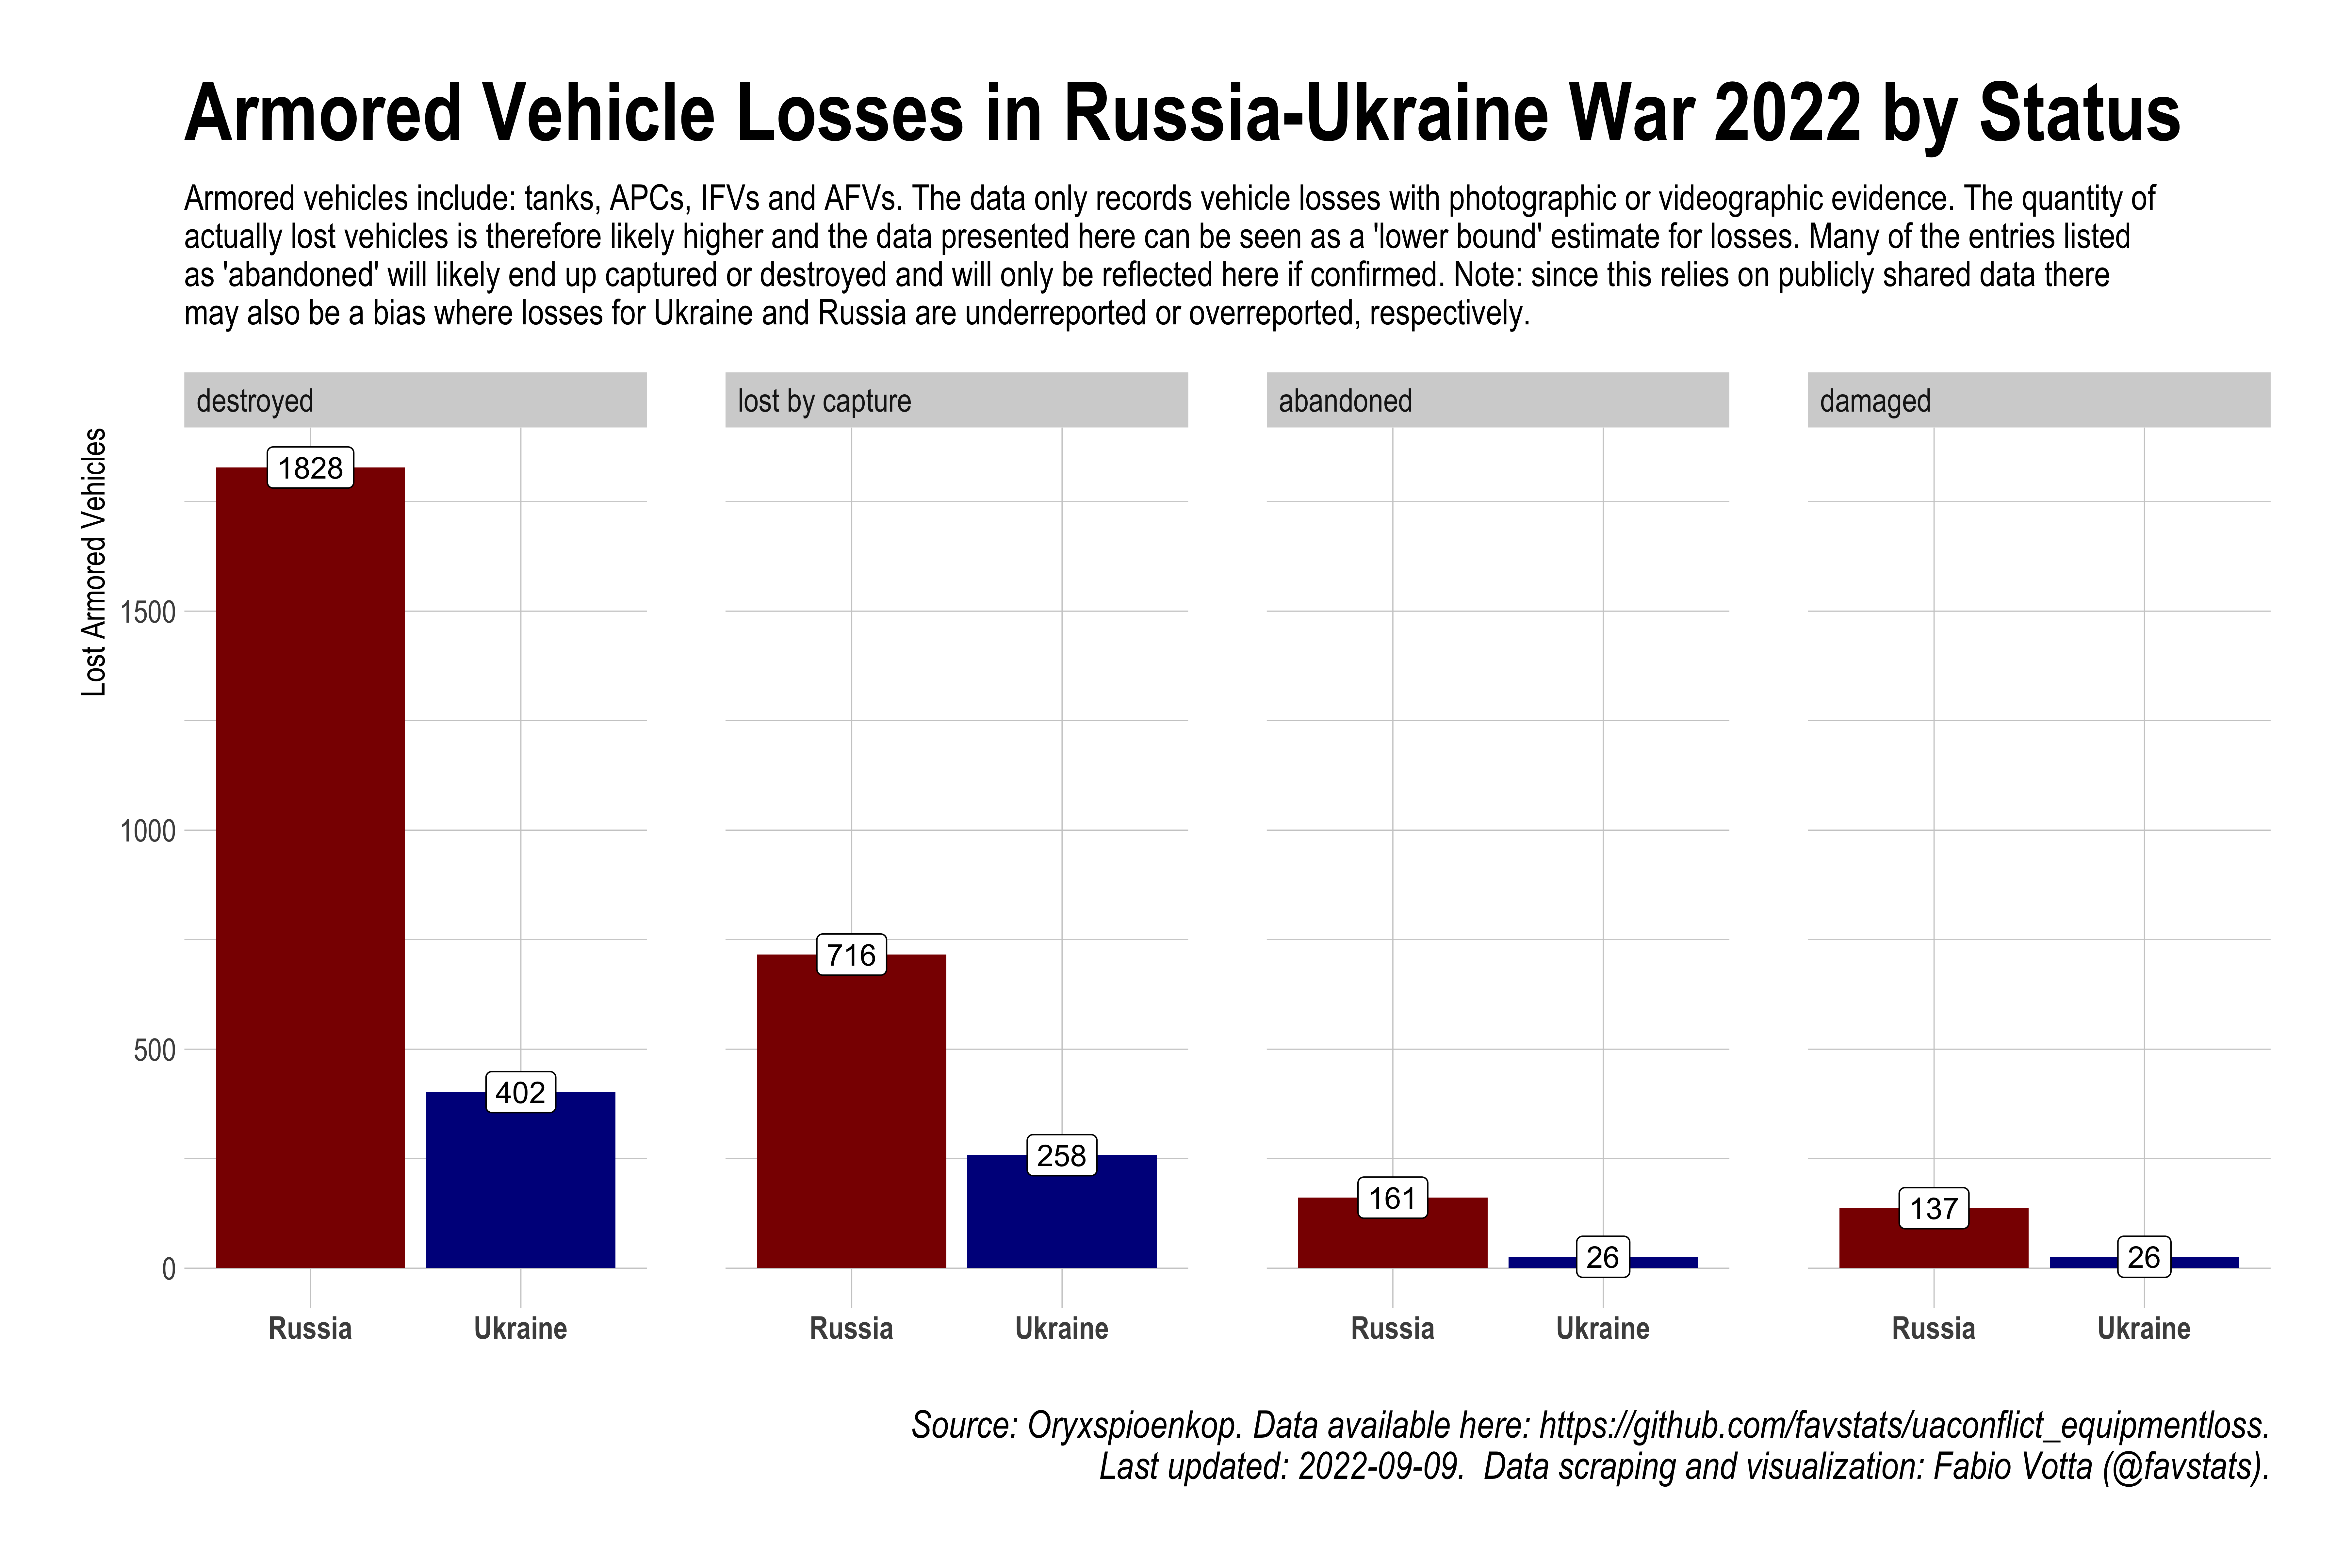 Armored Vehicle Losses in Russia-Ukraine War 2022 by Status
Armored vehicles include: tanks, APCs, IFVs and AFVs. The data only records vehicle losses with photographic or videographic evidence. The quantity of
actually lost vehicles is therefore likely higher and the data presented here can be seen as a 'lower bound' estimate for losses. Many of the entries listed
as 'abandoned' will likely end up captured or destroyed and will only be reflected here if confirmed. Note: since this relies on publicly shared data there
may also be a bias where losses for Ukraine and Russia are underreported or overreported, respectively.
destroyed
lost by capture
abandoned
damaged
Lost Armored Vehicles
1500
1000
500
0
1828
402
716
258
161
26
137
26
Russia
Ukraine
Russia
Ukraine
Russia
Ukraine
Russia
Ukraine
Source: Oryxspioenkop. Data available here: https://github.com/favstats/uaconflict_equipmentloss.
Last updated: 2022-09-09.  Data scraping and visualization: Fabio Votta (@favstats).